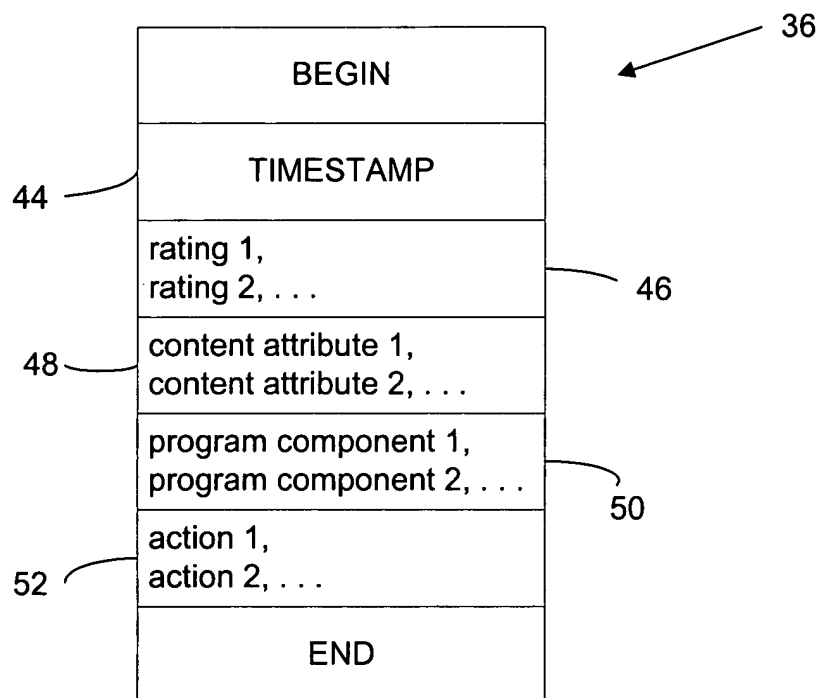 36
BEGIN
TIMESTAMP
44
rating 1,
rating 2, . . .
46
content attribute 1,
content attribute 2, . . .
48
program component 1,
program component 2, . . .
50
action 1,
action 2, . . .
52
END